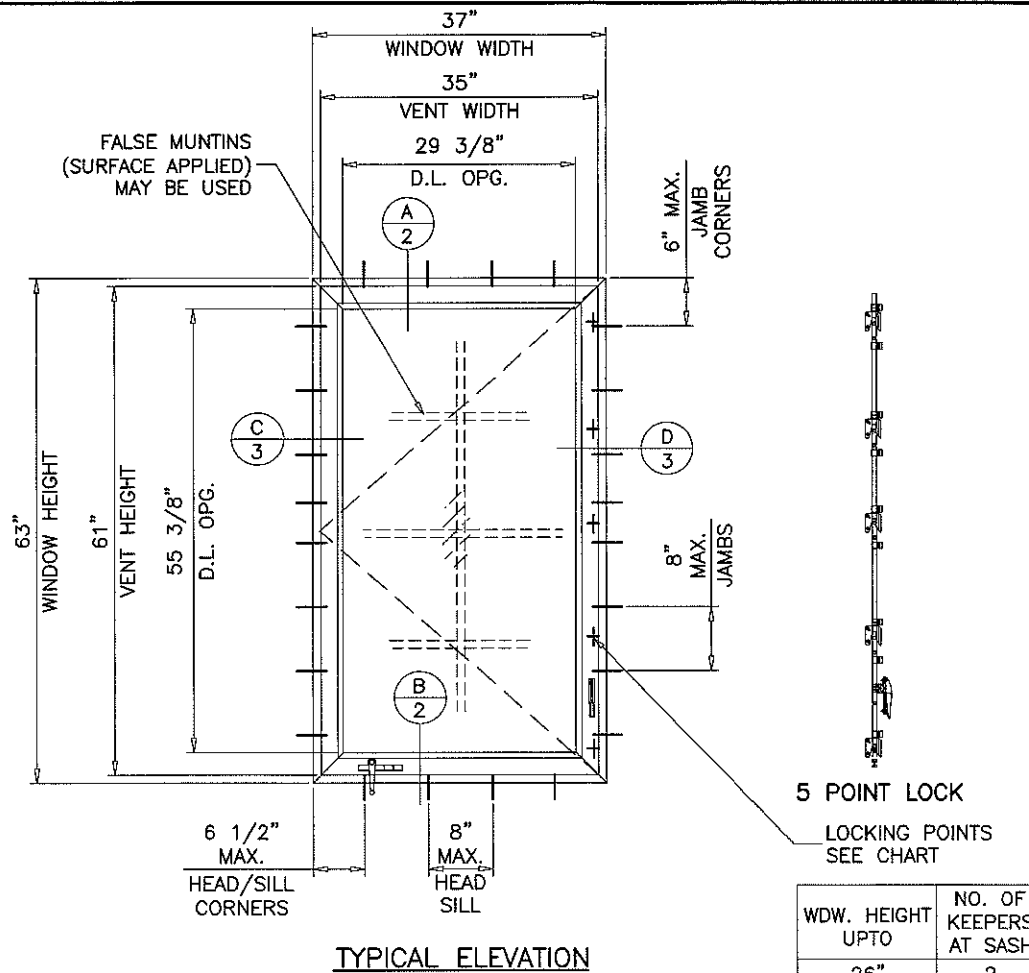 37"
WINDOW WIDTH
35"
VENT WIDTH
29 3/8"
D.L. OPG.
FALSE MUNTINS
(SURFACE APPLIED)
MAY BE USED
A
2
6" MAX.
JAMB
CORNERS
C
3
D
3
63"
WINDOW HEIGHT
61"
VENT HEIGHT
55 3/8"
D.L. OPG.
8"
MAX.
JAMBS
B
2
6 1/2"
MAX.
HEAD/SILL
CORNERS
8"
MAX.
HEAD
SILL
5 POINT LOCK
LOCKING POINTS
SEE CHART
TYPICAL ELEVATION
WDW. HEIGHT
UPTO
NO. OF
KEEPERS
AT SASH